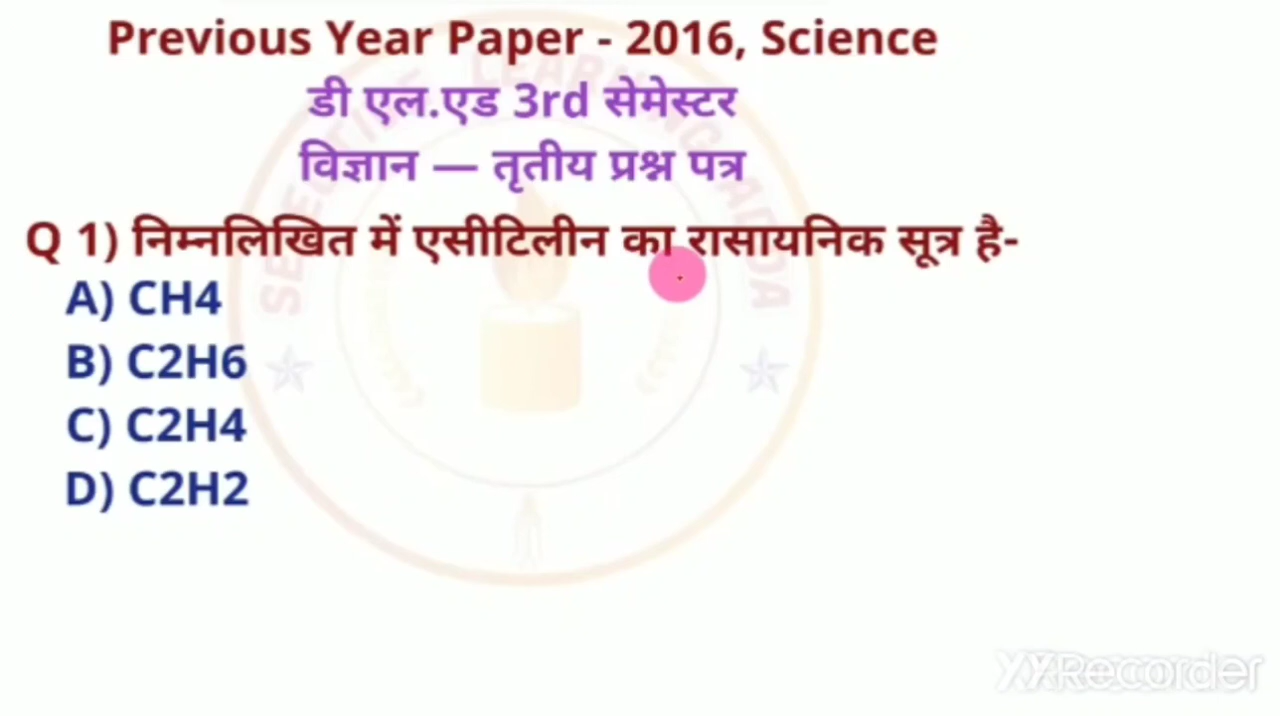 Previous Year Paper - 2016, Science
डी एल.एड 3rd सेमेस्टर
विज्ञान — तृतीय प्रश्न पत्र
Q 1) निम्नलिखित में एसीटिलीन का रासायनिक सूत्र है-
A) CH4
B) C2H6
C) C2H4
D) C2H2
XXRecorder